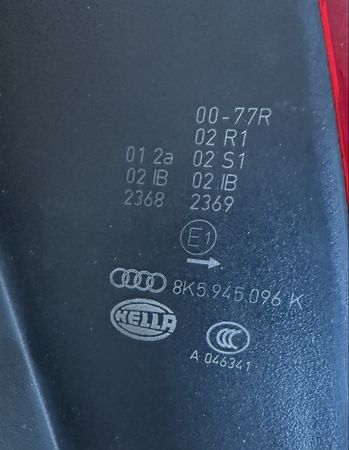 00-77R
02 R1
01 2a 02 S1
02 IB 02 IB
2368 2369
E1
8K5.945.096 K
HELLA
CCC
A 046341